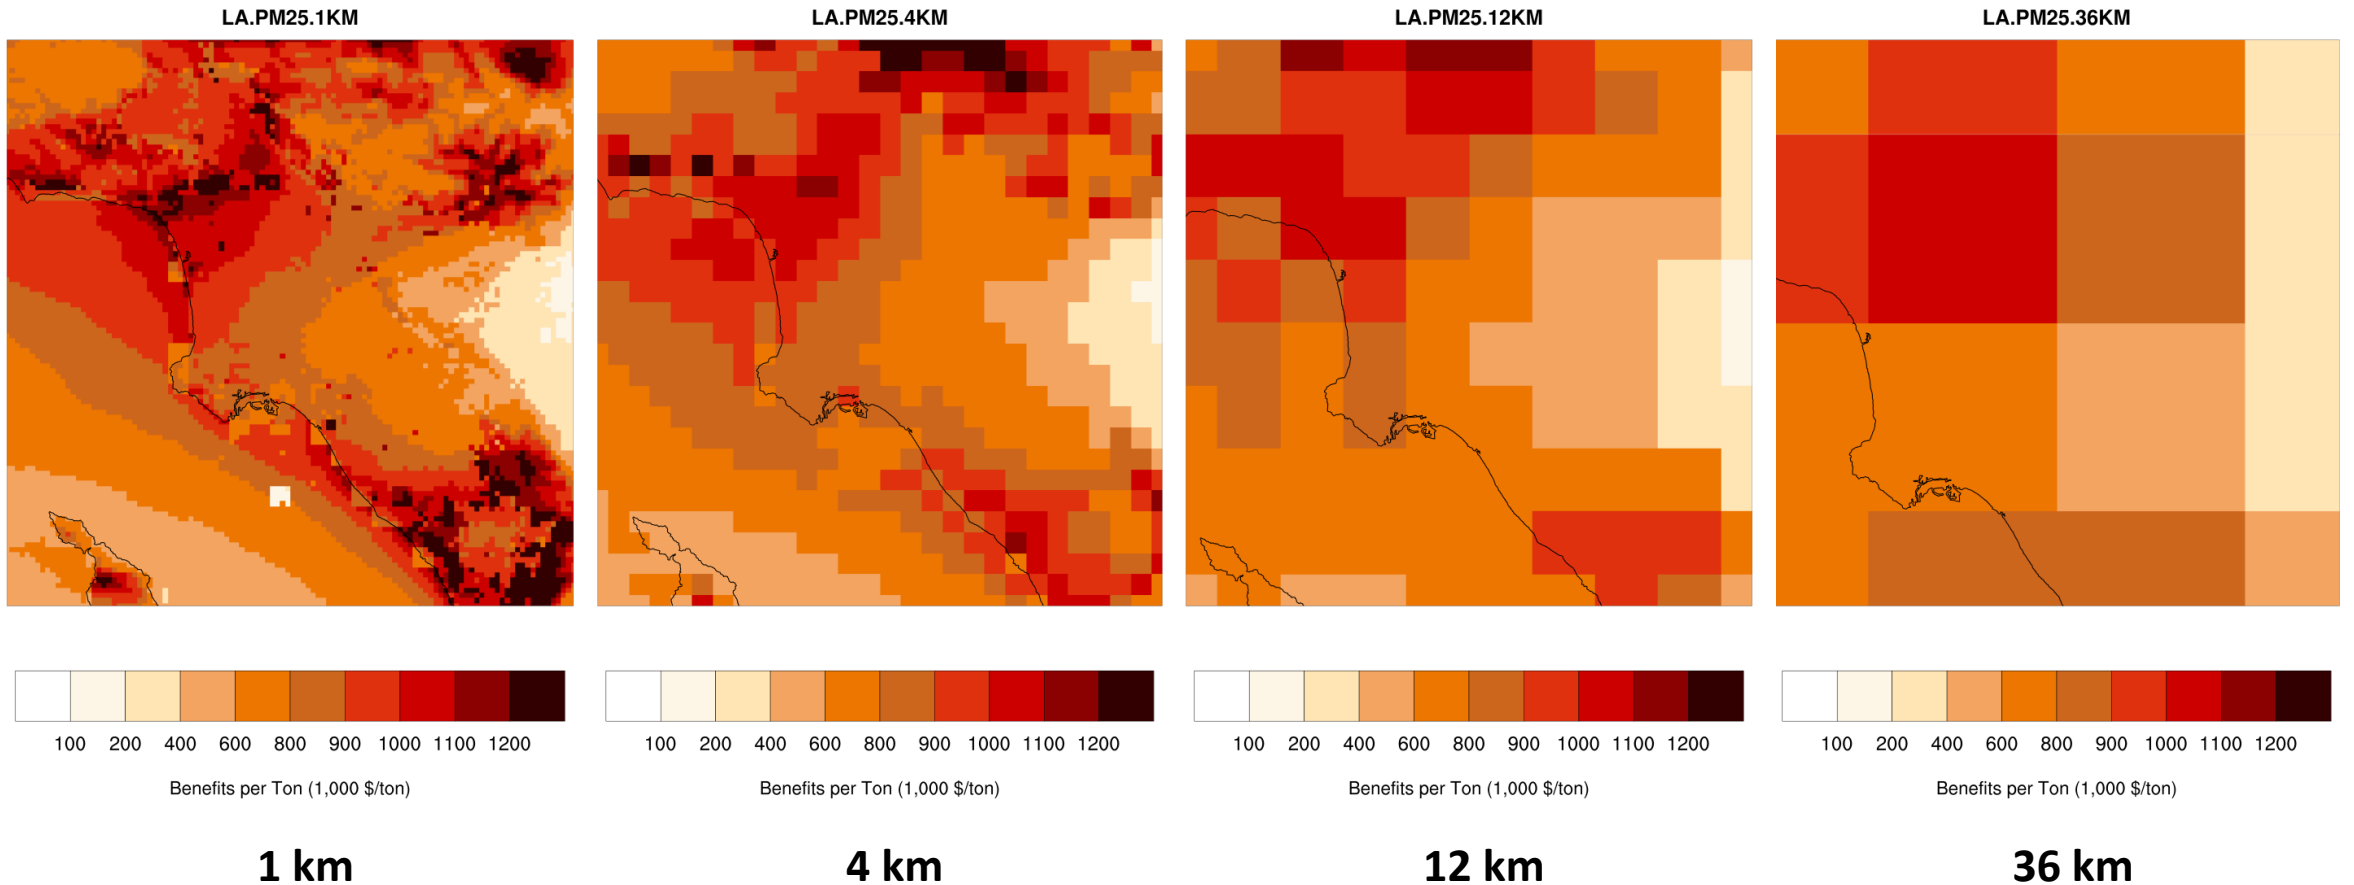 LA.PM25.1KM
LA.PM25.4KM
LA.PM25.12KM
LA.PM25.36KM
100 200 400 600 800 900 1000 1100 1200
100 200 400 600 800 900 1000 1100 1200
100 200 400 600 800 900 1000 1100 1200
100 200 400 600 800 900 1000 1100 1200
Benefits per Ton (1,000 $/ton)
Benefits per Ton (1,000 $/ton)
Benefits per Ton (1,000 $/ton)
Benefits per Ton (1,000 $/ton)
1 km
4 km
12 km
36 km